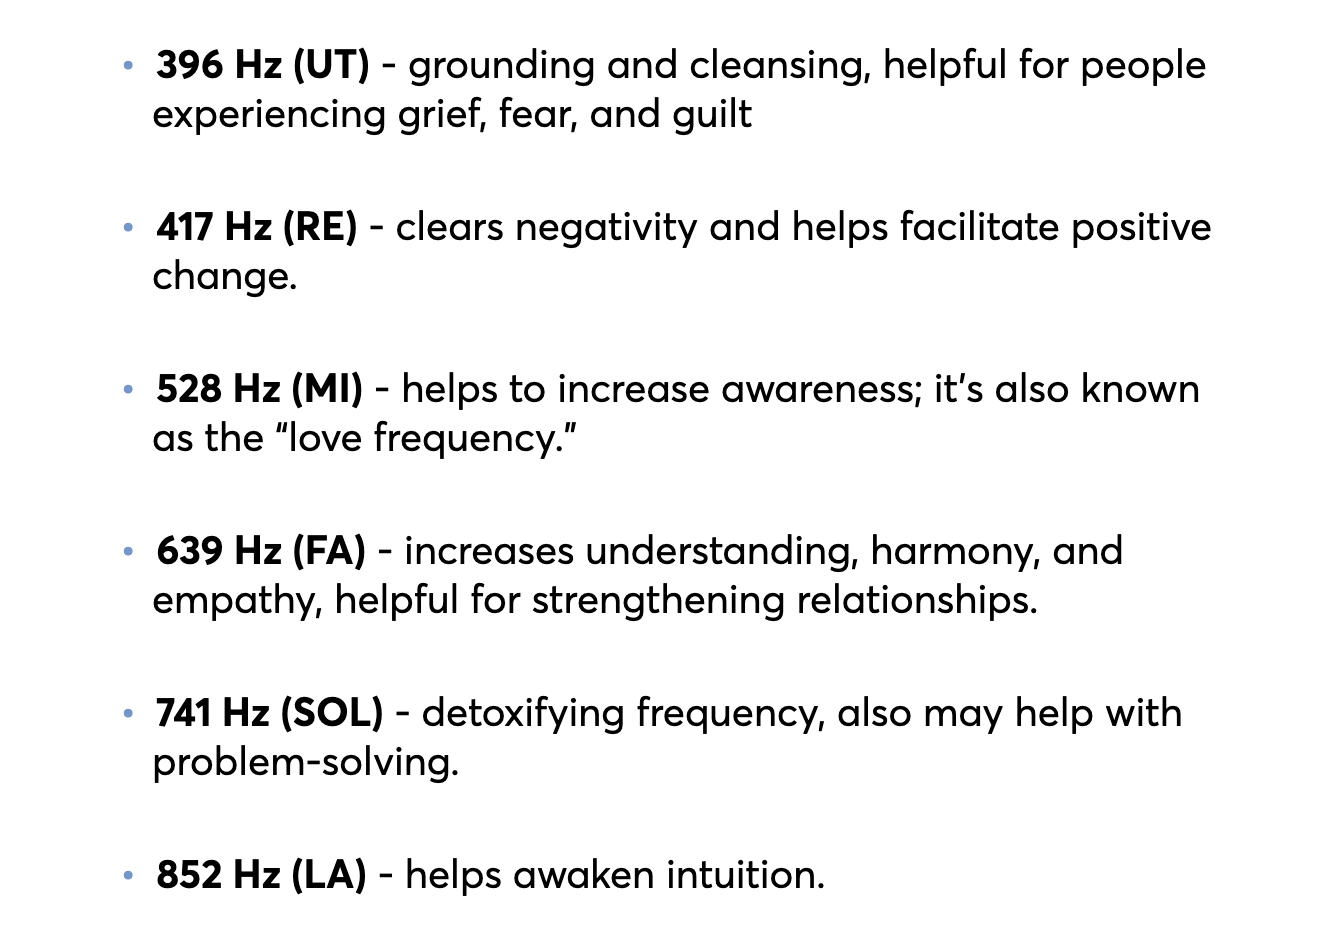 • 396 Hz (UT) - grounding and cleansing, helpful for people
experiencing grief, fear, and guilt
• 417 Hz (RE) - clears negativity and helps facilitate positive
change.
• 528 Hz (MI) - helps to increase awareness; it's also known
as the “love frequency.”
• 639 Hz (FA) - increases understanding, harmony, and
empathy, helpful for strengthening relationships.
• 741 Hz (SOL) - detoxifying frequency, also may help with
problem-solving.
• 852 Hz (LA) - helps awaken intuition.